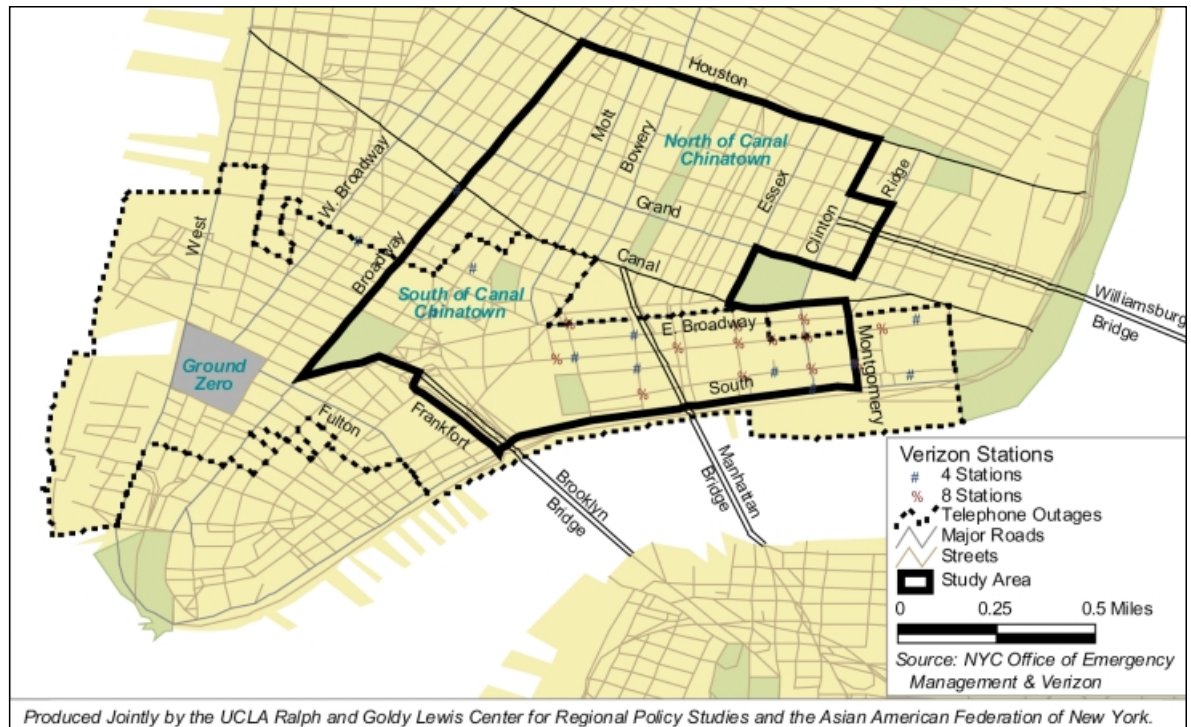 Houston
Mott
Bowery
North of Canal
Chinatown
Ridge
Essex
W. Broadway
Grand
Clinton
West
Broadway
Canal
South of Canal
Chinatown
Williamsburg
Bridge
E. Broadway
Montgomery
Ground
Zero
South
Fulton
Frankfort
Manhattan
Bridge
Brooklyn
Bridge
Verizon Stations
# 4 Stations
% 8 Stations
Telephone Outages
Major Roads
Streets
Study Area
0 0.25 0.5 Miles
Source: NYC Office of Emergency
Management & Verizon
Produced Jointly by the UCLA Ralph and Goldy Lewis Center for Regional Policy Studies and the Asian American Federation of New York.